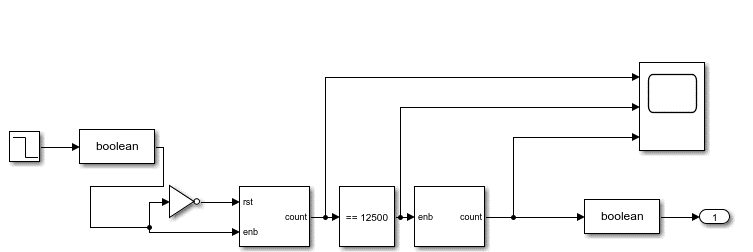 boolean
rst
count
enb
== 12500
enb
count
boolean
1